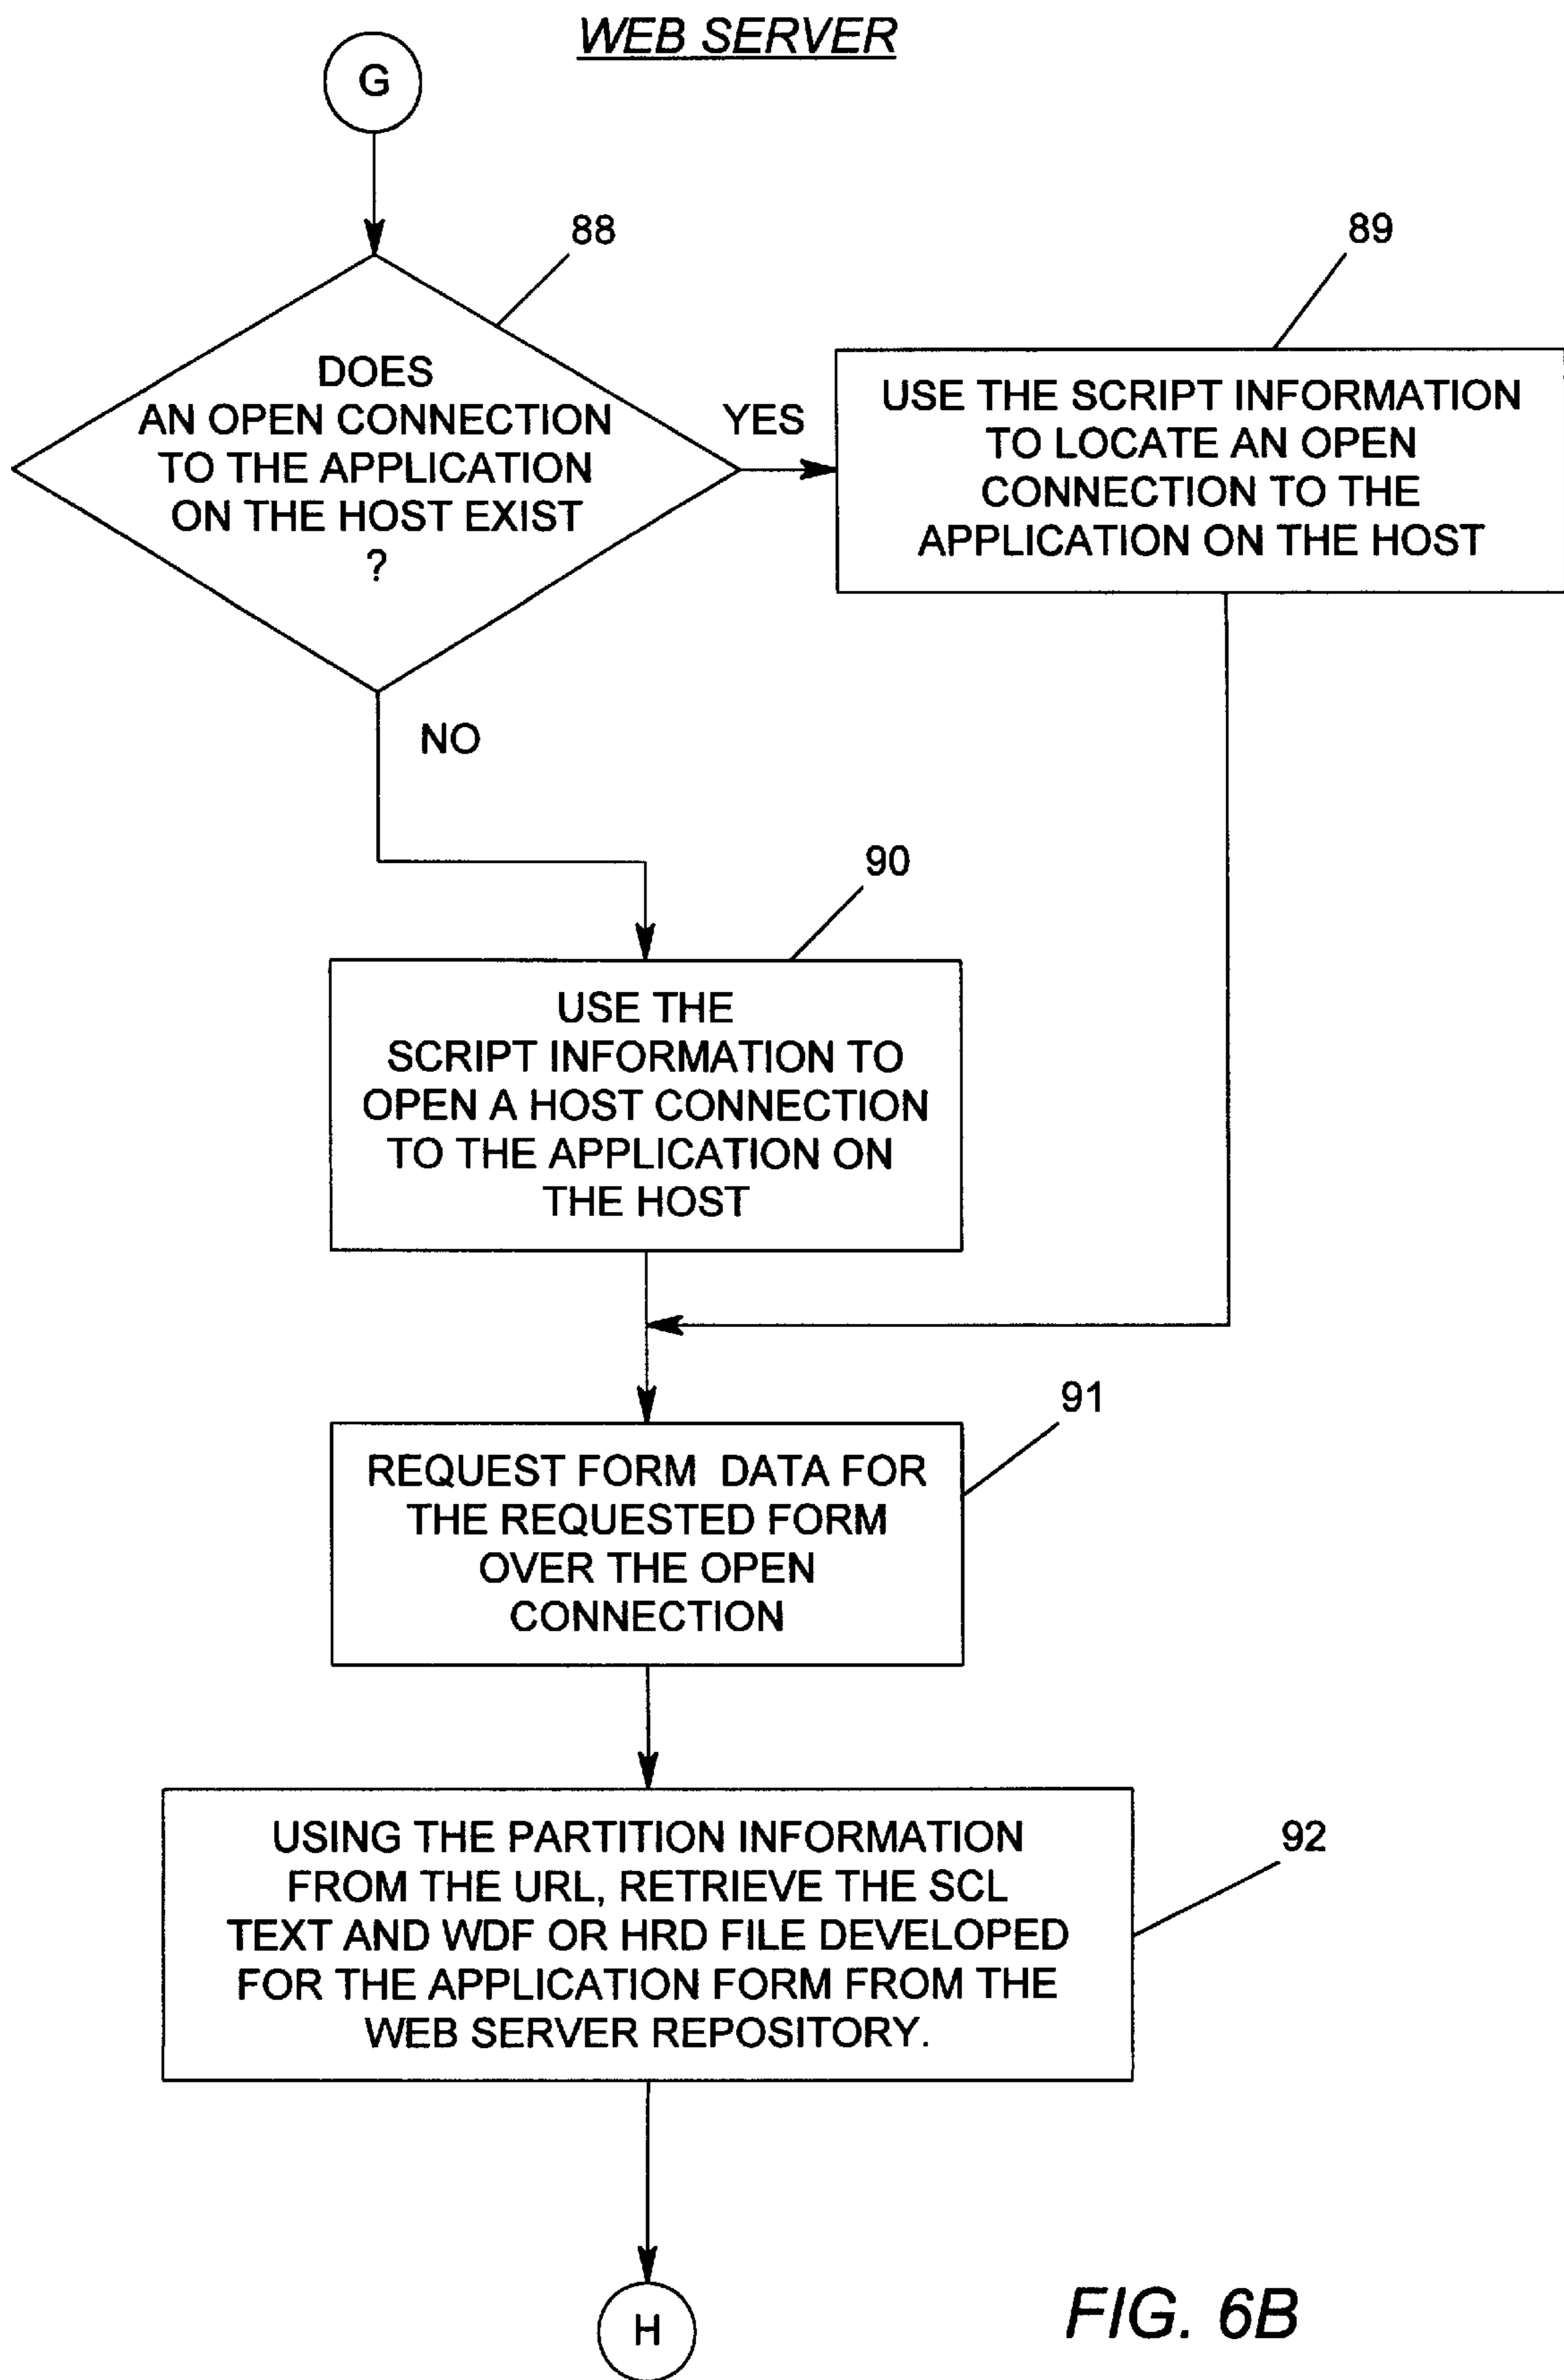 WEB SERVER
G
88
DOES
AN OPEN CONNECTION
TO THE APPLICATION
ON THE HOST EXIST
?
YES
89
USE THE SCRIPT INFORMATION
TO LOCATE AN OPEN
CONNECTION TO THE
APPLICATION ON THE HOST
NO
90
USE THE
SCRIPT INFORMATION TO
OPEN A HOST CONNECTION
TO THE APPLICATION ON
THE HOST
91
REQUEST FORM DATA FOR
THE REQUESTED FORM
OVER THE OPEN
CONNECTION
92
USING THE PARTITION INFORMATION
FROM THE URL, RETRIEVE THE SCL
TEXT AND WDF OR HRD FILE DEVELOPED
FOR THE APPLICATION FORM FROM THE
WEB SERVER REPOSITORY.
H
FIG. 6B